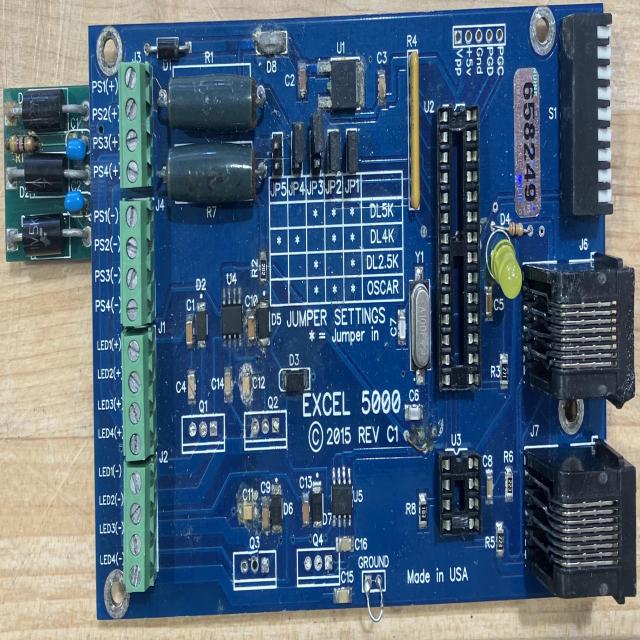 J3
R1
D8
U1
C2
C3
R4
PGC
PGD
Gnd
+5v
Vpp
U2
S1
658249
PS1(+)
PS2(+)
PS3(+)
PS4(+)
R7
JP5 JP4 JP3 JP2 JP1
* * * DL5K
* * * * DL4K
* * DL2.5K
* * * OSCAR
JUMPER SETTINGS
* = Jumper in
J4
PS1(-)
PS2(-)
PS3(-)
PS4(-)
R2
D2
U4
C1
C10
D5
Y1
D4
C5
J6
J1
LED1(+)
LED2(+)
LED3(+)
LED4(+)
D3
C4
C14
C12
Q1
Q2
EXCEL 5000
© 2015 REV C1
C6
R3
J2
LED1(-)
LED2(-)
LED3(-)
LED4(-)
U3
C8
R6
J7
C11
C9
D6
C13
D7
U5
R8
R5
C16
Q3
Q4
C15
GROUND
Made in USA